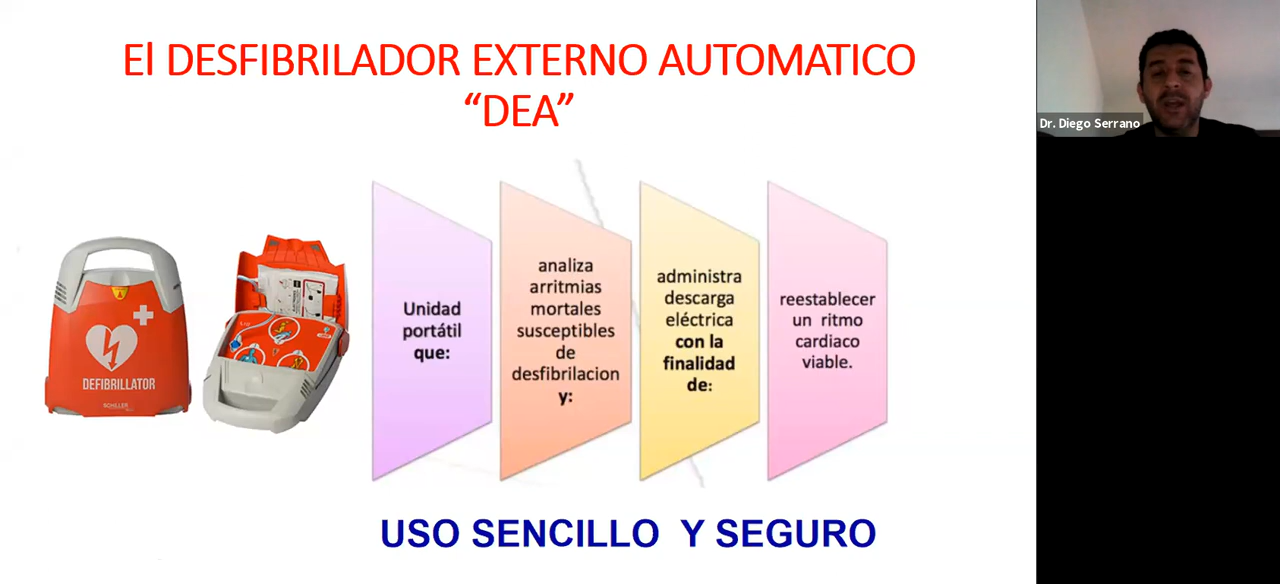 El DESFIBRILADOR EXTERNO AUTOMATICO
“DEA”
Dr. Diego Serrano
DEFIBRILLATOR
SCHILLER
Unidad
portátil
que:
analiza
arritmias
mortales
susceptibles
de
desfibrilacion
y:
administra
descarga
eléctrica
con la
finalidad
de:
reestablecer
un ritmo
cardiaco
viable.
USO SENCILLO Y SEGURO